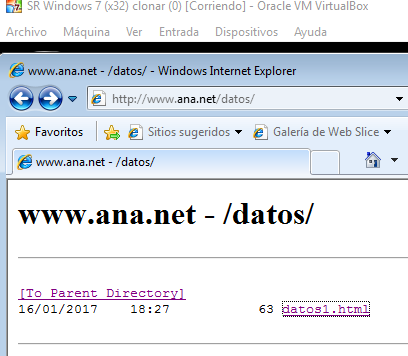 SR Windows 7 (x32) clonar (0) [Corriendo] - Oracle VM VirtualBox
Archivo Máquina Ver Entrada Dispositivos Ayuda
www.ana.net - /datos/ - Windows Internet Explorer
http://www.ana.net/datos/
Favoritos Sitios sugeridos Galería de Web Slice
www.ana.net - /datos/
www.ana.net - /datos/
[To Parent Directory]
16/01/2017 18:27 63 datos1.html